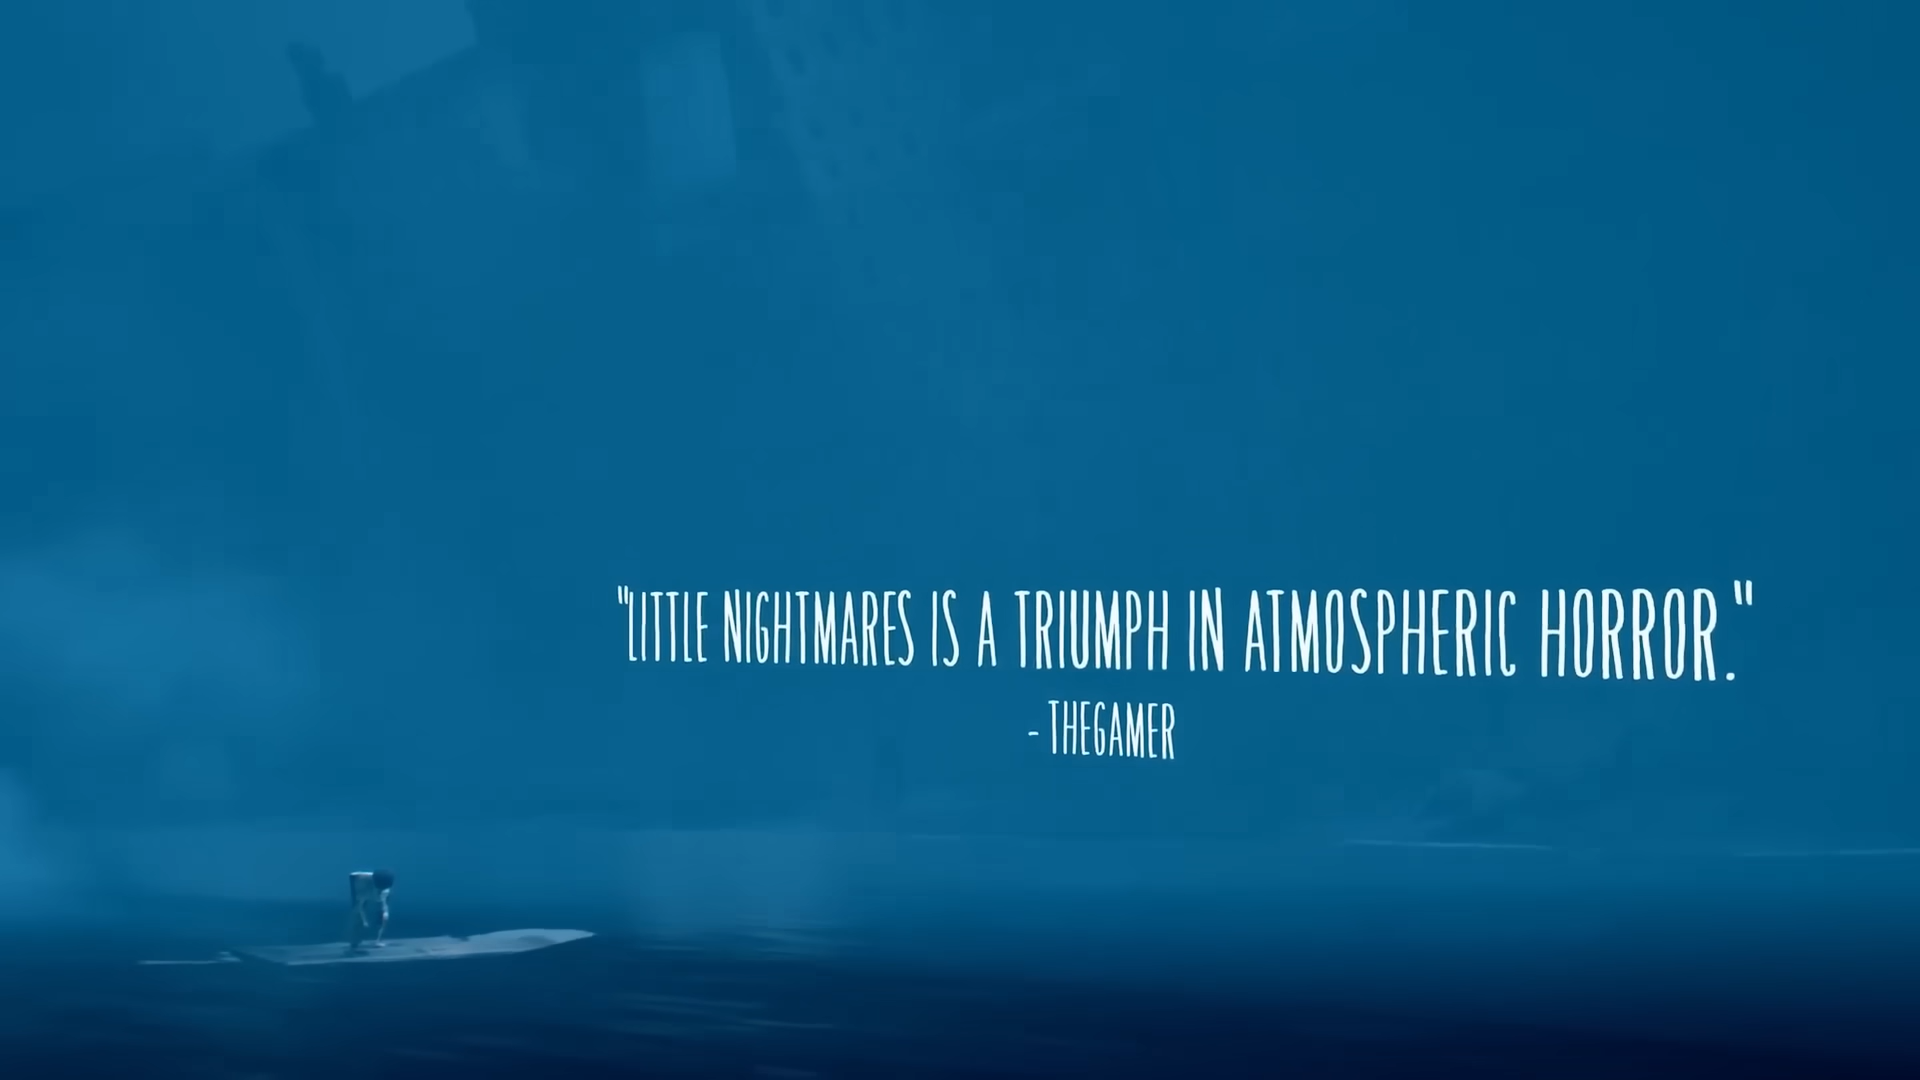 "LITTLE NIGHTMARES IS A TRIUMPH IN ATMOSPHERIC HORROR."
- THEGAMER